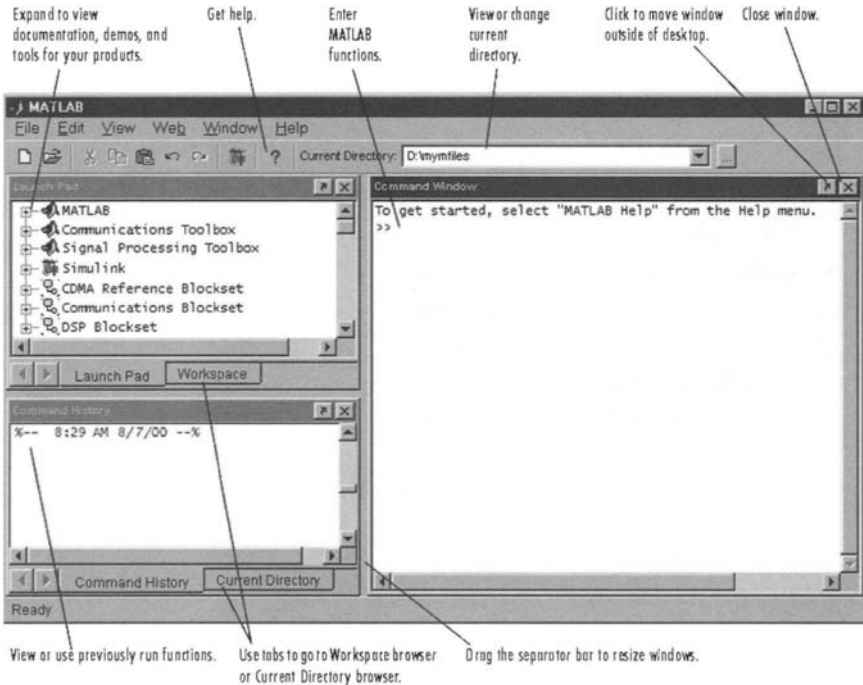 Expand to view
documentation, demos, and
tools for your products.
Get help.
Enter
MATLAB
functions.
View or change
current
directory.
Click to move window
outside of desktop.
Close window.
MATLAB
File Edit View Web Window Help
? Current Directory: D:\mymfiles ...
Launch Pad
MATLAB
Communications Toolbox
Signal Processing Toolbox
Simulink
CDMA Reference Blockset
Communications Blockset
DSP Blockset
Launch Pad Workspace
Command History
%-- 8:29 AM 8/7/00 --%
Command History Current Directory
Command Window
To get started, select "MATLAB Help" from the Help menu.
>>
Ready
View or use previously run functions.
Use tabs to go to Workspace browser
or Current Directory browser.
Drag the separator bar to resize windows.